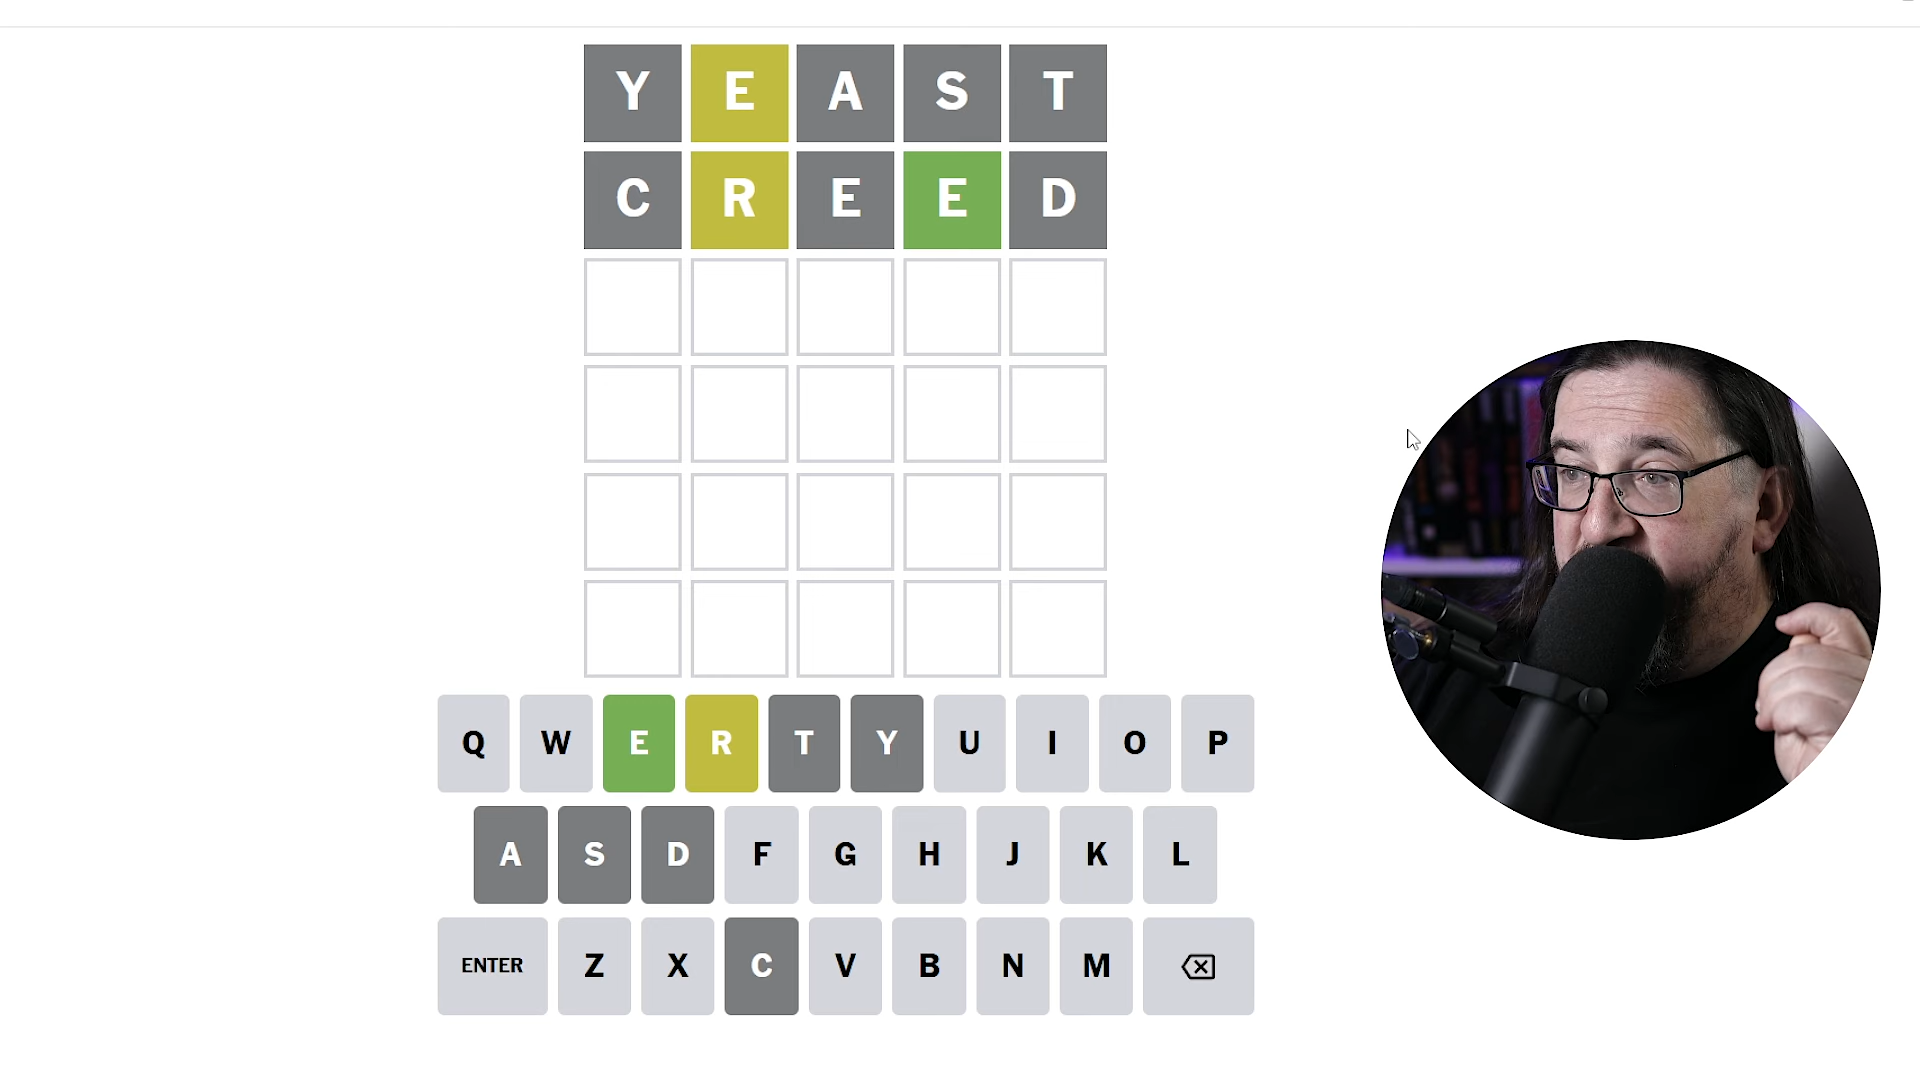 Y E A S T
C R E E D
Q W E R T Y U I O P
A S D F G H J K L
ENTER Z X C V B N M